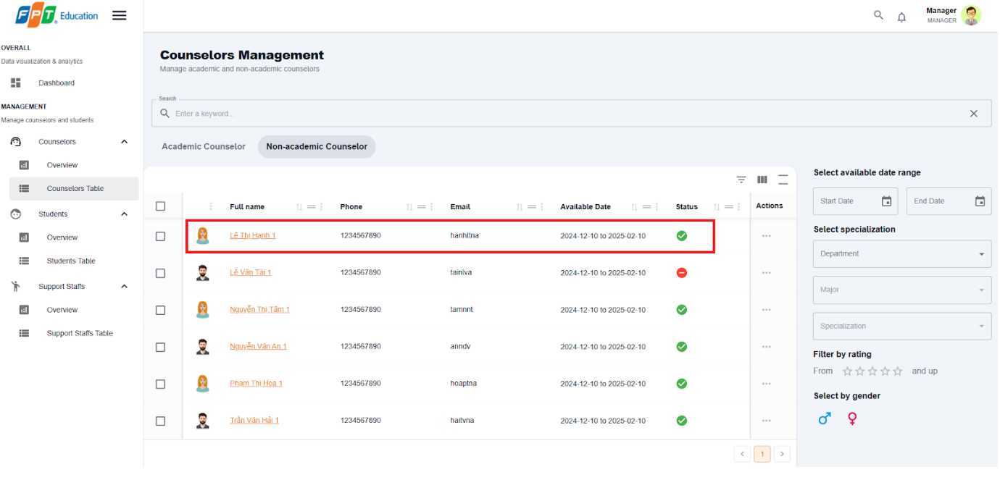 FPT Education
Manager
MANAGER
OVERALL
Data visualization & analytics
Dashboard
MANAGEMENT
Manage counselors and students
Counselors
Overview
Counselors Table
Students
Overview
Students Table
Support Staffs
Overview
Support Staffs Table
Counselors Management
Manage academic and non-academic counselors
Search
Enter a keyword...
Academic Counselor Non-academic Counselor
Full name Phone Email Available Date Status Actions
Lê Thị Hạnh 1 1234567890 hanhltna 2024-12-10 to 2025-02-10
Lê Văn Tài 1 1234567890 tainlva 2024-12-10 to 2025-02-10
Nguyễn Thị Tâm 1 1234567890 tamnnt 2024-12-10 to 2025-02-10
Nguyễn Văn An 1 1234567890 anndv 2024-12-10 to 2025-02-10
Phạm Thị Hoa 1 1234567890 hoaptna 2024-12-10 to 2025-02-10
Trần Văn Hải 1 1234567890 haitvna 2024-12-10 to 2025-02-10
1
Select available date range
Start Date End Date
Select specialization
Department
Major
Specialization
Filter by rating
From and up
Select by gender